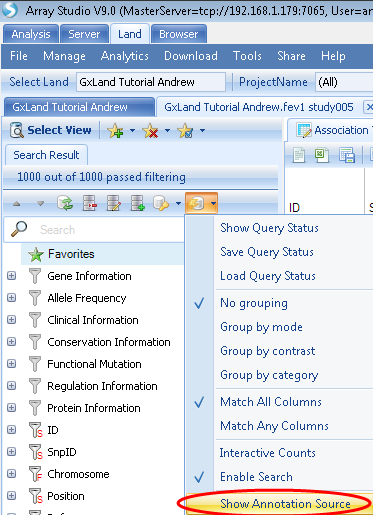 Array Studio V9.0 (MasterServer=tcp://192.168.1.179:7065, User=ar
Analysis Server Land Browser
File Manage Analytics Tools Share Help
Select Land GxLand Tutorial Andrew ProjectName (All)
GxLand Tutorial Andrew GxLand Tutorial Andrew.fev1 study005
Select View
Association T
Search Result
1000 out of 1000 passed filtering
Search
ID S
Favorites
Gene Information
Allele Frequency
Clinical Information
Conservation Information
Functional Mutation
Regulation Information
Protein Information
ID
SnpID
Chromosome
Position
Show Query Status
Save Query Status
Load Query Status
No grouping
Group by mode
Group by contrast
Group by category
Match All Columns
Match Any Columns
Interactive Counts
Enable Search
Show Annotation Source